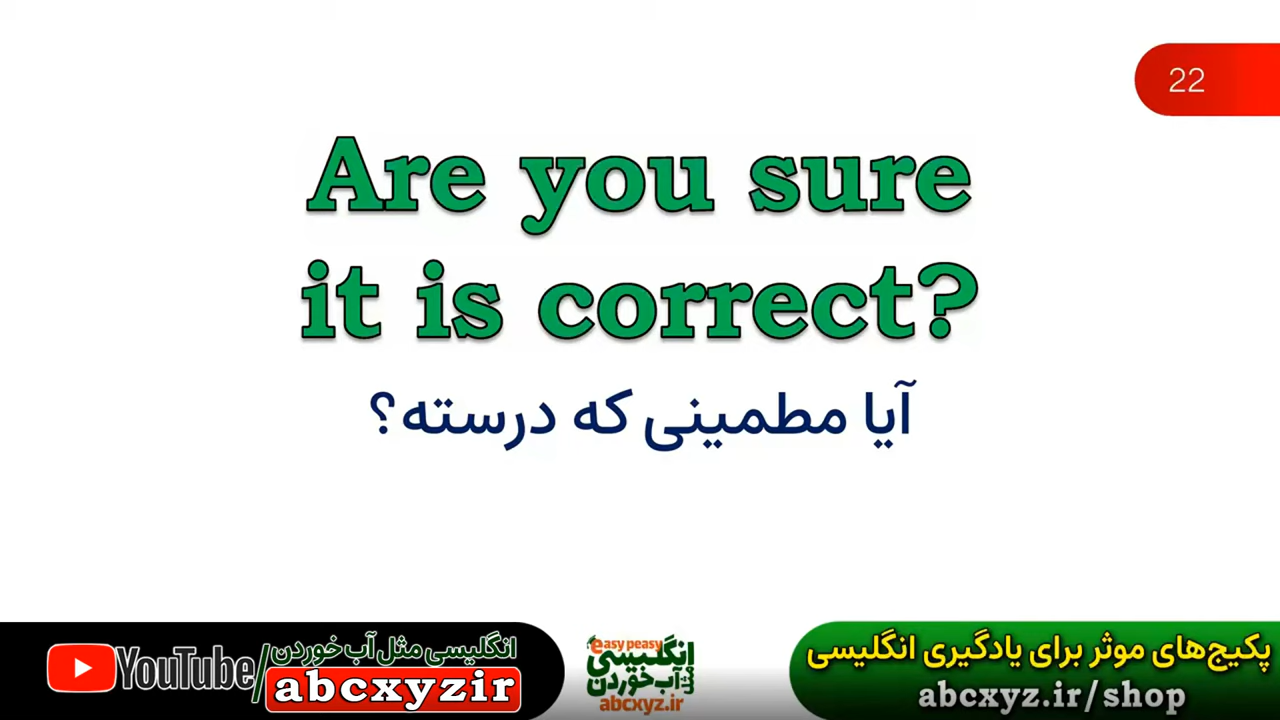 22
Are you sure
it is correct?
آیا مطمینی که درسته؟
YouTube/
انگلیسی مثل آب خوردن
abcxyzir
easy peasy
انگلیسی
مثل آب خوردن
abcxyz.ir
پکیج‌های موثر برای یادگیری انگلیسی
abcxyz.ir/shop